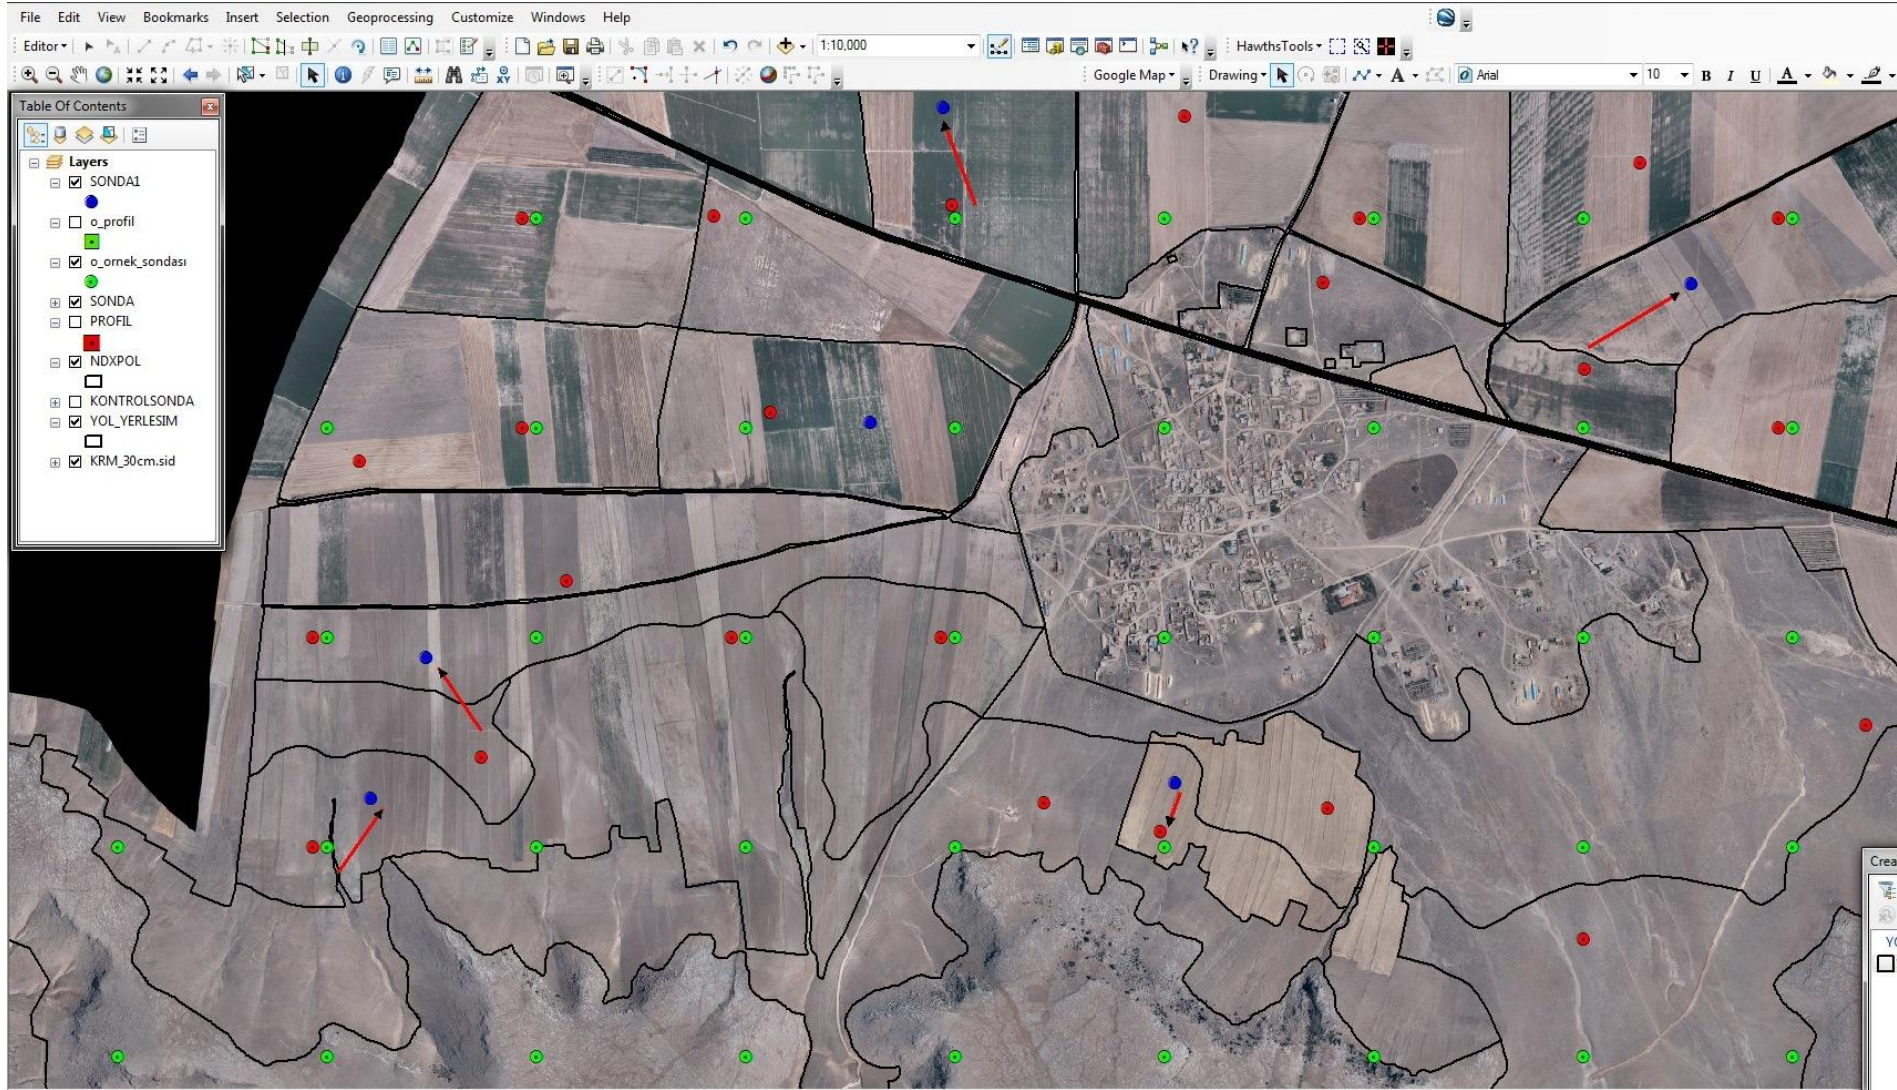 File Edit View Bookmarks Insert Selection Geoprocessing Customize Windows Help
Editor 1:10,000 HawthsTools
Google Map Drawing A Arial 10 B I U A
Table Of Contents
Layers
SONDA1
o_profil
o_ornek_sondası
SONDA
PROFIL
NDXPOL
KONTROLSONDA
YOL_YERLESIM
KRM_30cm.sid
Crea